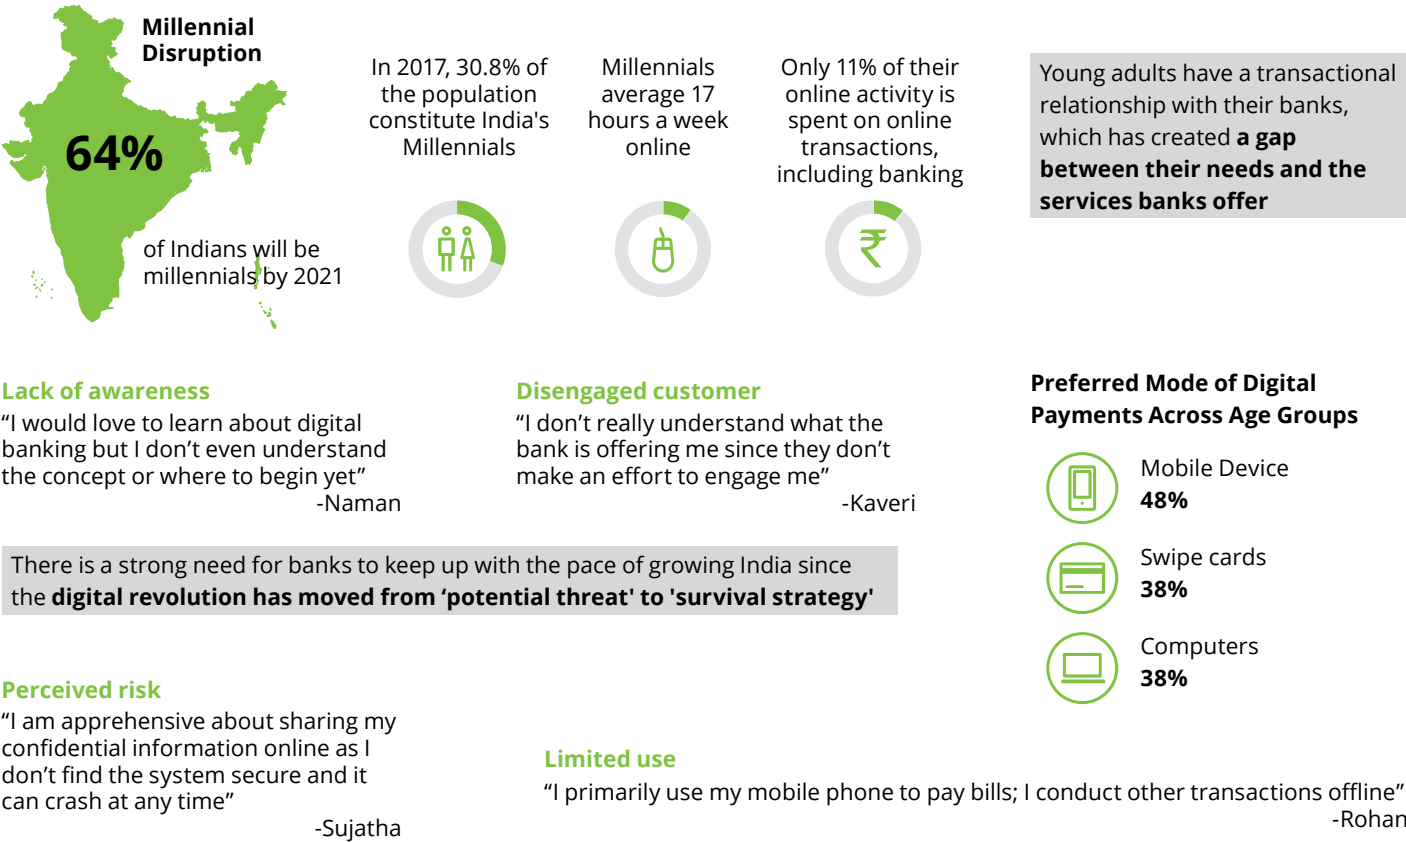 Millennial
Disruption
64%
of Indians will be
millennials by 2021
In 2017, 30.8% of
the population
constitute India's
Millennials
Millennials
average 17
hours a week
online
Only 11% of their
online activity is
spent on online
transactions,
including banking
₹
Young adults have a transactional
relationship with their banks,
which has created a gap
between their needs and the
services banks offer
Lack of awareness
“I would love to learn about digital
banking but I don’t even understand
the concept or where to begin yet”
-Naman
Disengaged customer
“I don’t really understand what the
bank is offering me since they don’t
make an effort to engage me”
-Kaveri
There is a strong need for banks to keep up with the pace of growing India since
the digital revolution has moved from ‘potential threat' to 'survival strategy'
Preferred Mode of Digital
Payments Across Age Groups
Mobile Device
48%
Swipe cards
38%
Computers
38%
Perceived risk
“I am apprehensive about sharing my
confidential information online as I
don’t find the system secure and it
can crash at any time”
-Sujatha
Limited use
“I primarily use my mobile phone to pay bills; I conduct other transactions offline”
-Rohan